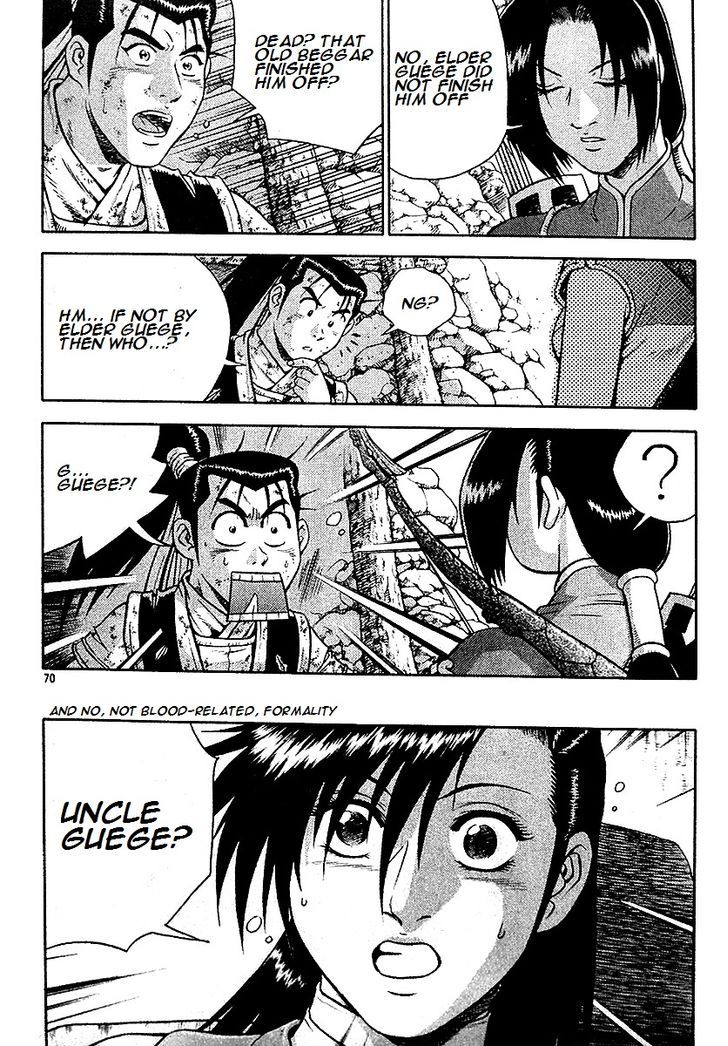 DEAD? THAT
OLD BEGGAR
FINISHED
HIM OFF?
NO, ELDER
GUEGE DID
NOT FINISH
HIM OFF
HM... IF NOT BY
ELDER GUEGE,
THEN WHO...?
NG?
G...
GUEGE?!
?
70
AND NO, NOT BLOOD-RELATED, FORMALITY
UNCLE
GUEGE?